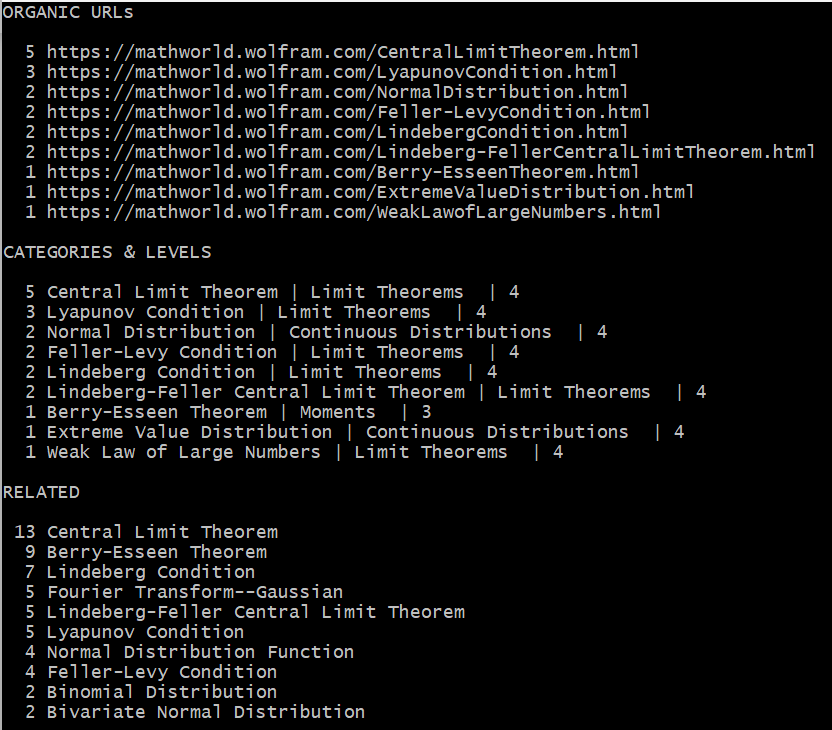 ORGANIC URLs
5 https://mathworld.wolfram.com/CentralLimitTheorem.html
3 https://mathworld.wolfram.com/LyapunovCondition.html
2 https://mathworld.wolfram.com/NormalDistribution.html
2 https://mathworld.wolfram.com/Feller-LevyCondition.html
2 https://mathworld.wolfram.com/LindebergCondition.html
2 https://mathworld.wolfram.com/Lindeberg-FellerCentralLimitTheorem.html
1 https://mathworld.wolfram.com/Berry-EsseenTheorem.html
1 https://mathworld.wolfram.com/ExtremeValueDistribution.html
1 https://mathworld.wolfram.com/WeakLawofLargeNumbers.html
CATEGORIES & LEVELS
5 Central Limit Theorem | Limit Theorems  | 4
3 Lyapunov Condition | Limit Theorems  | 4
2 Normal Distribution | Continuous Distributions  | 4
2 Feller-Levy Condition | Limit Theorems  | 4
2 Lindeberg Condition | Limit Theorems  | 4
2 Lindeberg-Feller Central Limit Theorem | Limit Theorems  | 4
1 Berry-Esseen Theorem | Moments  | 3
1 Extreme Value Distribution | Continuous Distributions  | 4
1 Weak Law of Large Numbers | Limit Theorems  | 4
RELATED
13 Central Limit Theorem
9 Berry-Esseen Theorem
7 Lindeberg Condition
5 Fourier Transform--Gaussian
5 Lindeberg-Feller Central Limit Theorem
5 Lyapunov Condition
4 Normal Distribution Function
4 Feller-Levy Condition
2 Binomial Distribution
2 Bivariate Normal Distribution